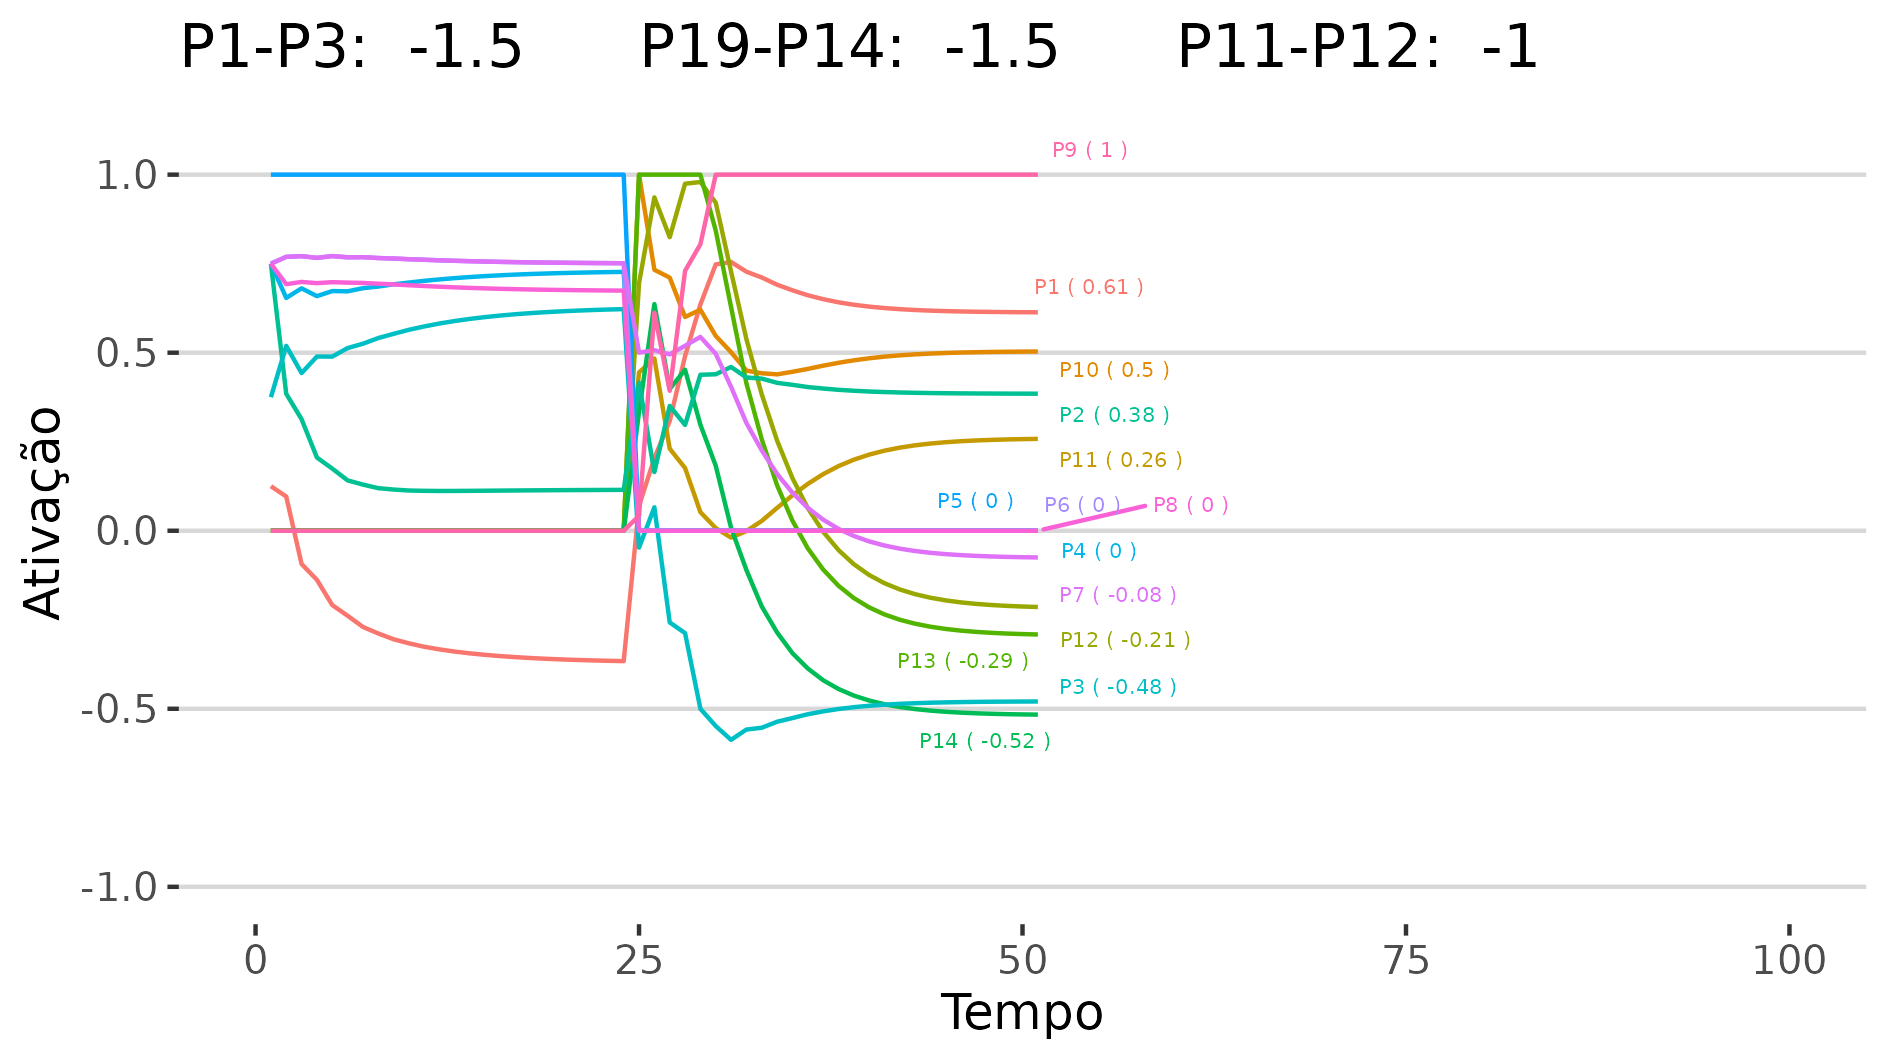 P1-P3:  -1.5  P19-P14:  -1.5  P11-P12:  -1
P9 ( 1 )
1.0
P1 ( 0.61 )
0.5
P10 ( 0.5 )
P2 ( 0.38 )
P11 ( 0.26 )
P5 ( 0 ) P6 ( 0 ) P8 ( 0 )
0.0
P4 ( 0 )
P7 ( -0.08 )
P12 ( -0.21 )
P13 ( -0.29 )
P3 ( -0.48 )
-0.5
P14 ( -0.52 )
-1.0
Ativação
0 25 50 75 100
Tempo